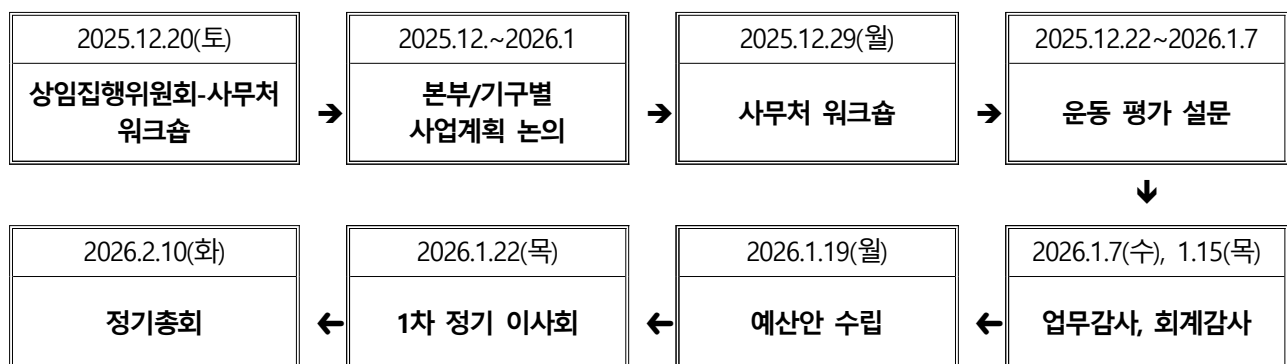 2025.12.20(토)
상임집행위원회-사무처
워크숍
➔
2025.12.~2026.1
본부/기구별
사업계획 논의
➔
2025.12.29(월)
사무처 워크숍
➔
2025.12.22~2026.1.7
운동 평가 설문
🡻
2026.1.7(수), 1.15(목)
업무감사, 회계감사
🡸
2026.1.19(월)
예산안 수립
🡸
2026.1.22(목)
1차 정기 이사회
🡸
2026.2.10(화)
정기총회